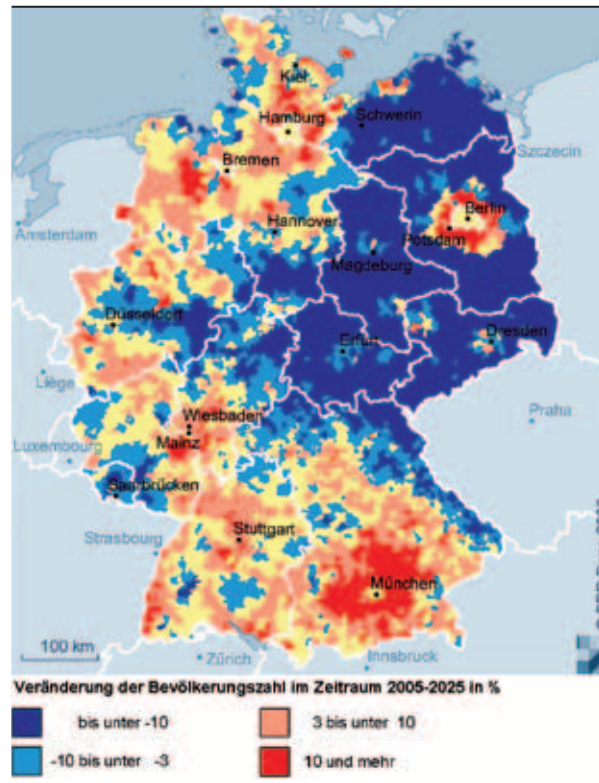 Kiel
Hamburg
Schwerin
Szczecin
Bremen
Berlin
Hannover
Potsdam
Amsterdam
Magdeburg
Düsseldorf
Erfurt
Dresden
Liège
Praha
Wiesbaden
Mainz
Luxembourg
Saarbrücken
Strasbourg
Stuttgart
München
100 km
Zürich
Innsbruck
Veränderung der Bevölkerungszahl im Zeitraum 2005-2025 in %
bis unter -10
3 bis unter 10
-10 bis unter -3
10 und mehr